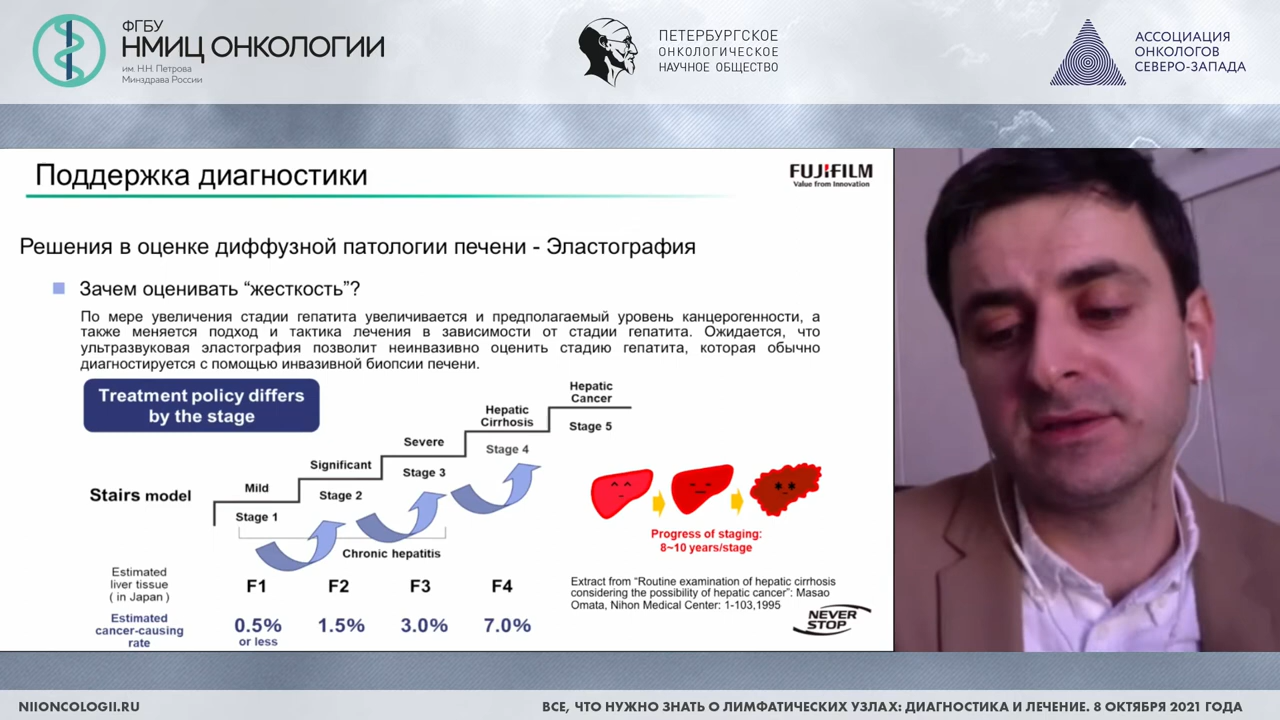 ФГБУ
НМИЦ ОНКОЛОГИИ
им. Н.Н. Петрова
Минздрава России
ПЕТЕРБУРГСКОЕ
ОНКОЛОГИЧЕСКОЕ
НАУЧНОЕ ОБЩЕСТВО
АССОЦИАЦИЯ
ОНКОЛОГОВ
СЕВЕРО-ЗАПАДА
Поддержка диагностики
FUJIFILM
Value from Innovation
Решения в оценке диффузной патологии печени - Эластография
Зачем оценивать “жесткость”?
По мере увеличения стадии гепатита увеличивается и предполагаемый уровень канцерогенности, а
также меняется подход и тактика лечения в зависимости от стадии гепатита. Ожидается, что
ультразвуковая эластография позволит неинвазивно оценить стадию гепатита, которая обычно
диагностируется с помощью инвазивной биопсии печени.
Treatment policy differs
by the stage
Stairs model
Mild
Stage 1
Significant
Stage 2
Severe
Stage 3
Hepatic
Cirrhosis
Stage 4
Hepatic
Cancer
Stage 5
Chronic hepatitis
Progress of staging:
8~10 years/stage
Estimated
liver tissue
( in Japan )
F1 F2 F3 F4
Estimated
cancer-causing
rate
0.5% 1.5% 3.0% 7.0%
or less
Extract from “Routine examination of hepatic cirrhosis
considering the possibility of hepatic cancer”: Masao
Omata, Nihon Medical Center: 1-103,1995
NEVER
STOP
NIIONCOLOGII.RU
ВСЕ, ЧТО НУЖНО ЗНАТЬ О ЛИМФАТИЧЕСКИХ УЗЛАХ: ДИАГНОСТИКА И ЛЕЧЕНИЕ. 8 ОКТЯБРЯ 2021 ГОДА